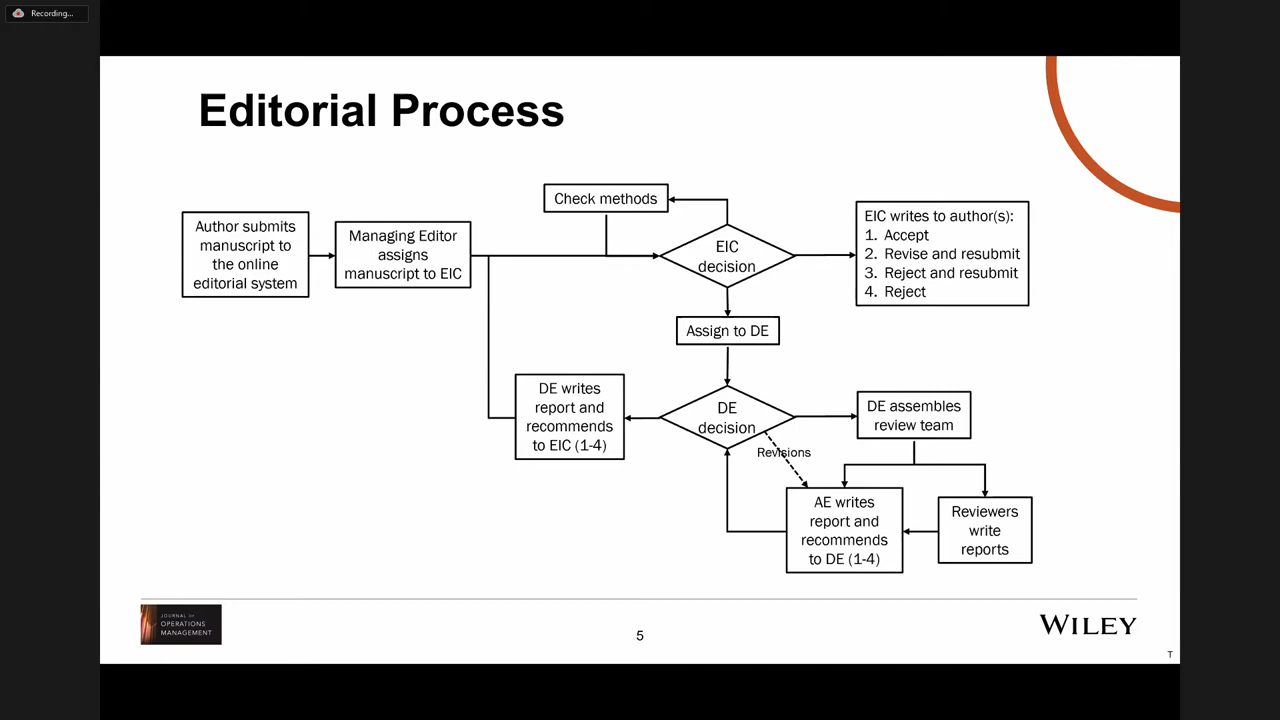 Recording...
Editorial Process
Check methods
Author submits
manuscript to
the online
editorial system
Managing Editor
assigns
manuscript to EIC
EIC
decision
EIC writes to author(s):
1. Accept
2. Revise and resubmit
3. Reject and resubmit
4. Reject
Assign to DE
DE writes
report and
recommends
to EIC (1-4)
DE
decision
DE assembles
review team
Revisions
AE writes
report and
recommends
to DE (1-4)
Reviewers
write
reports
JOURNAL OF
OPERATIONS
MANAGEMENT
5
WILEY
T